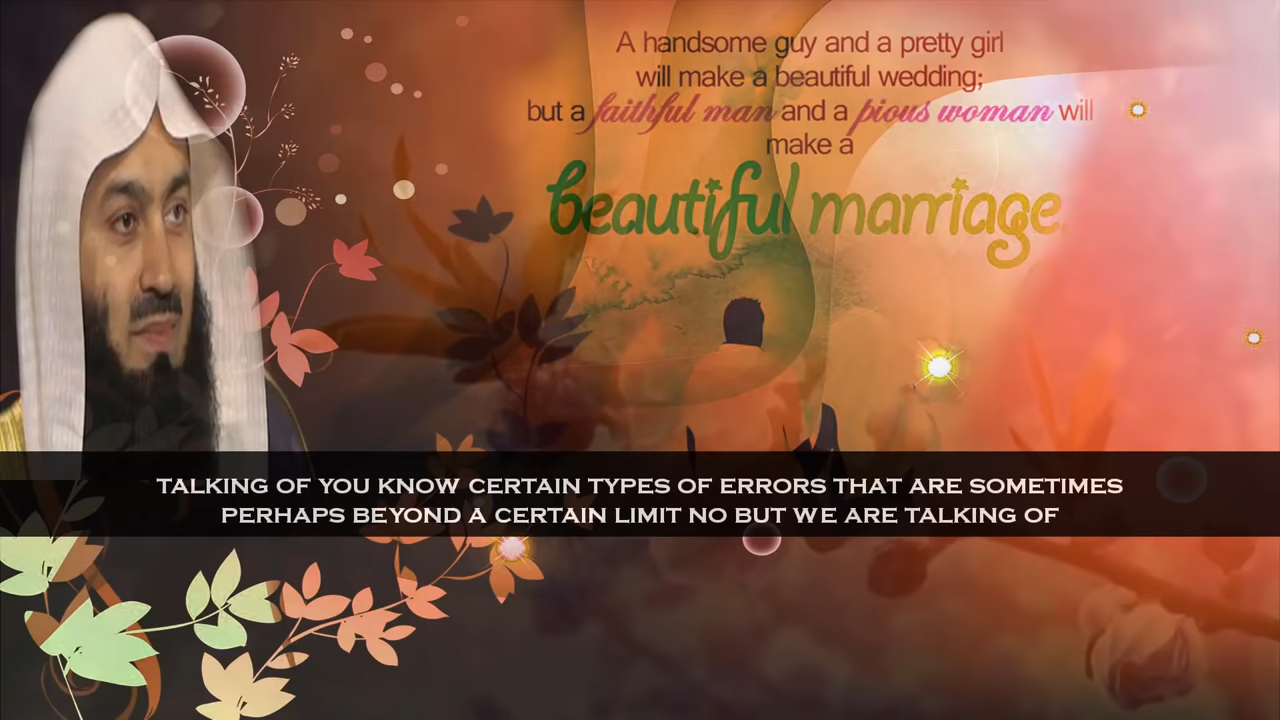 A handsome guy and a pretty girl
will make a beautiful wedding;
but a faithful man and a pious woman will
make a
beautiful marriage.
TALKING OF YOU KNOW CERTAIN TYPES OF ERRORS THAT ARE SOMETIMES
PERHAPS BEYOND A CERTAIN LIMIT NO BUT WE ARE TALKING OF